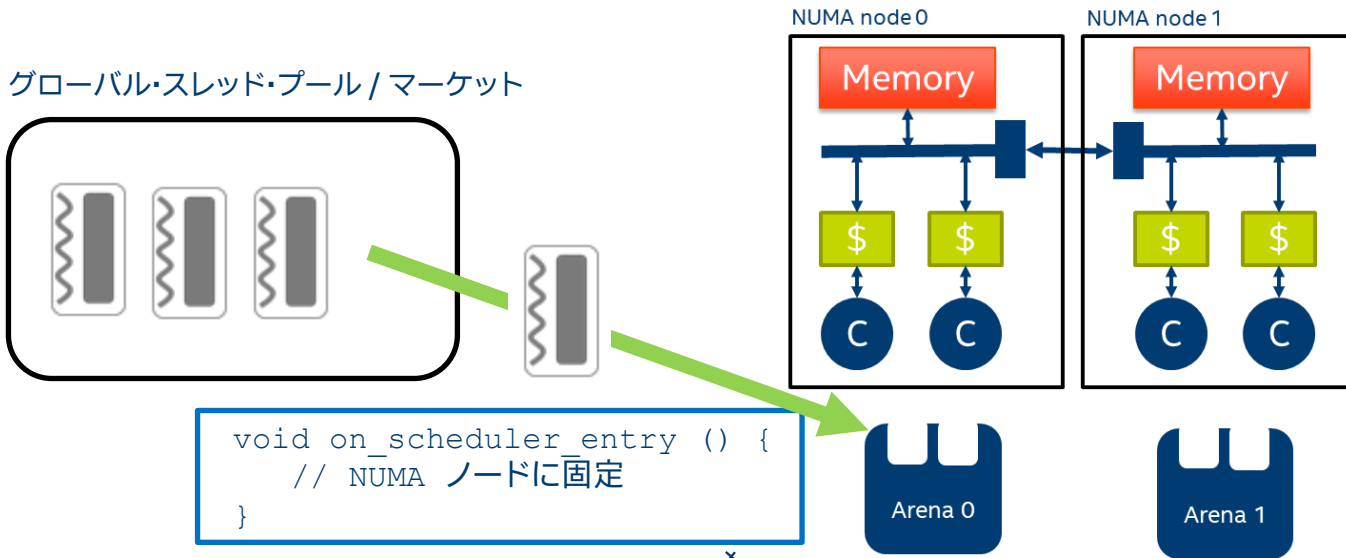 NUMA node 0
NUMA node 1
グローバル・スレッド・プール / マーケット
Memory
Memory
$
$
$
$
C
C
C
C
void on_scheduler_entry () {
// NUMA ノードに固定
}
Arena 0
Arena 1